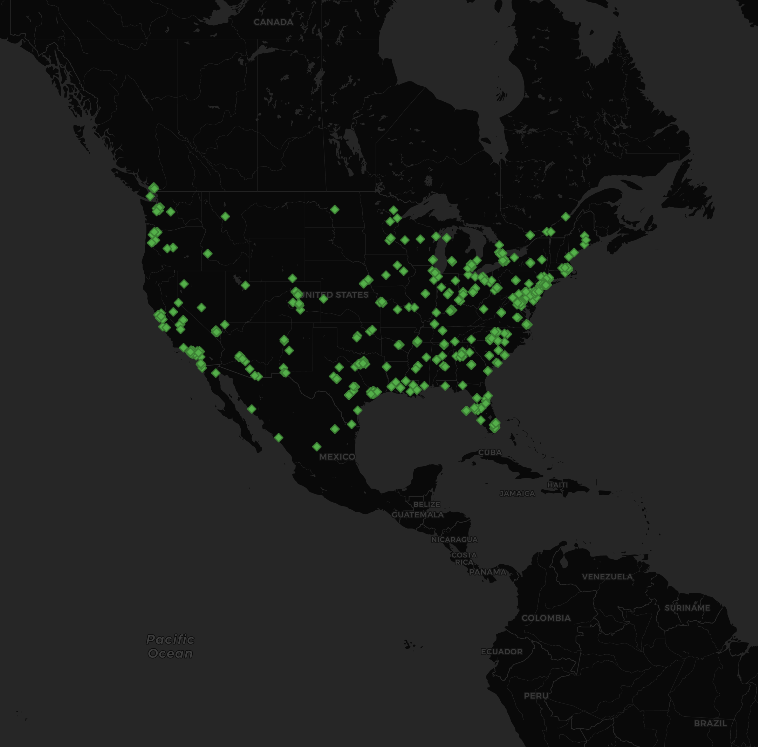 CANADA
UNITED STATES
MEXICO
CUBA
HAITI
JAMAICA
BELIZE
GUATEMALA
NICARAGUA
COSTA
RICA
PANAMA
VENEZUELA
SURINAME
COLOMBIA
Pacific
Ocean
ECUADOR
PERU
BRAZIL